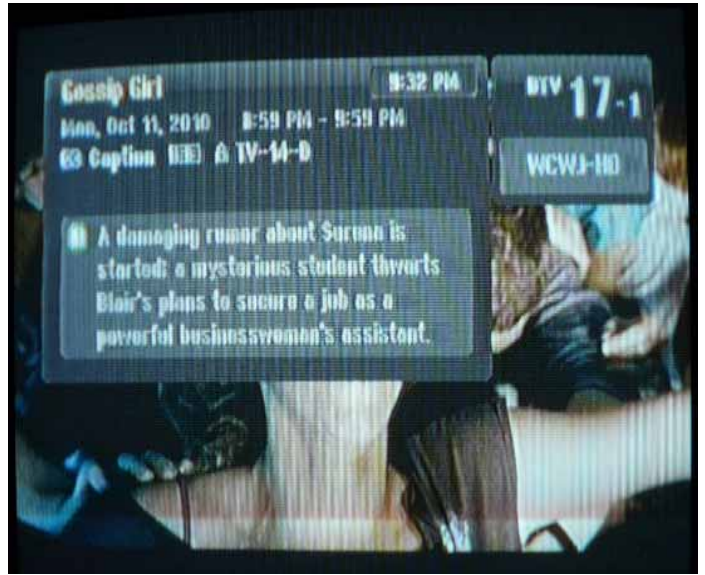 Gossip Girl
9:32 PM
Mon, Oct 11, 2010 8:59 PM - 9:59 PM
CC Caption A TV-14-D
A damaging rumor about Serena is
started; a mysterious student thwarts
Blair's plans to secure a job as a
powerful businesswoman's assistant.
DTV 17-1
WCWJ-HD